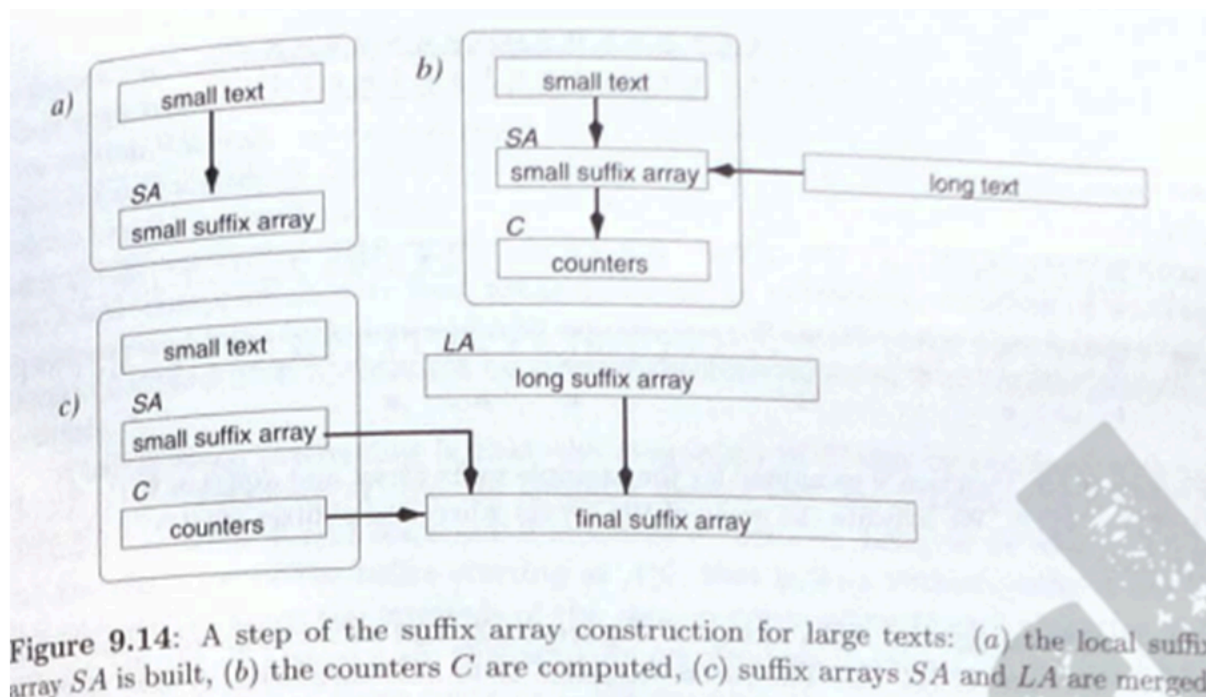 a)
small text
SA
small suffix array
b)
small text
SA
small suffix array
long text
C
counters
c)
small text
SA
small suffix array
C
counters
LA
long suffix array
final suffix array
Figure 9.14: A step of the suffix array construction for large texts: (a) the local suffix
array SA is built, (b) the counters C are computed, (c) suffix arrays SA and LA are merged